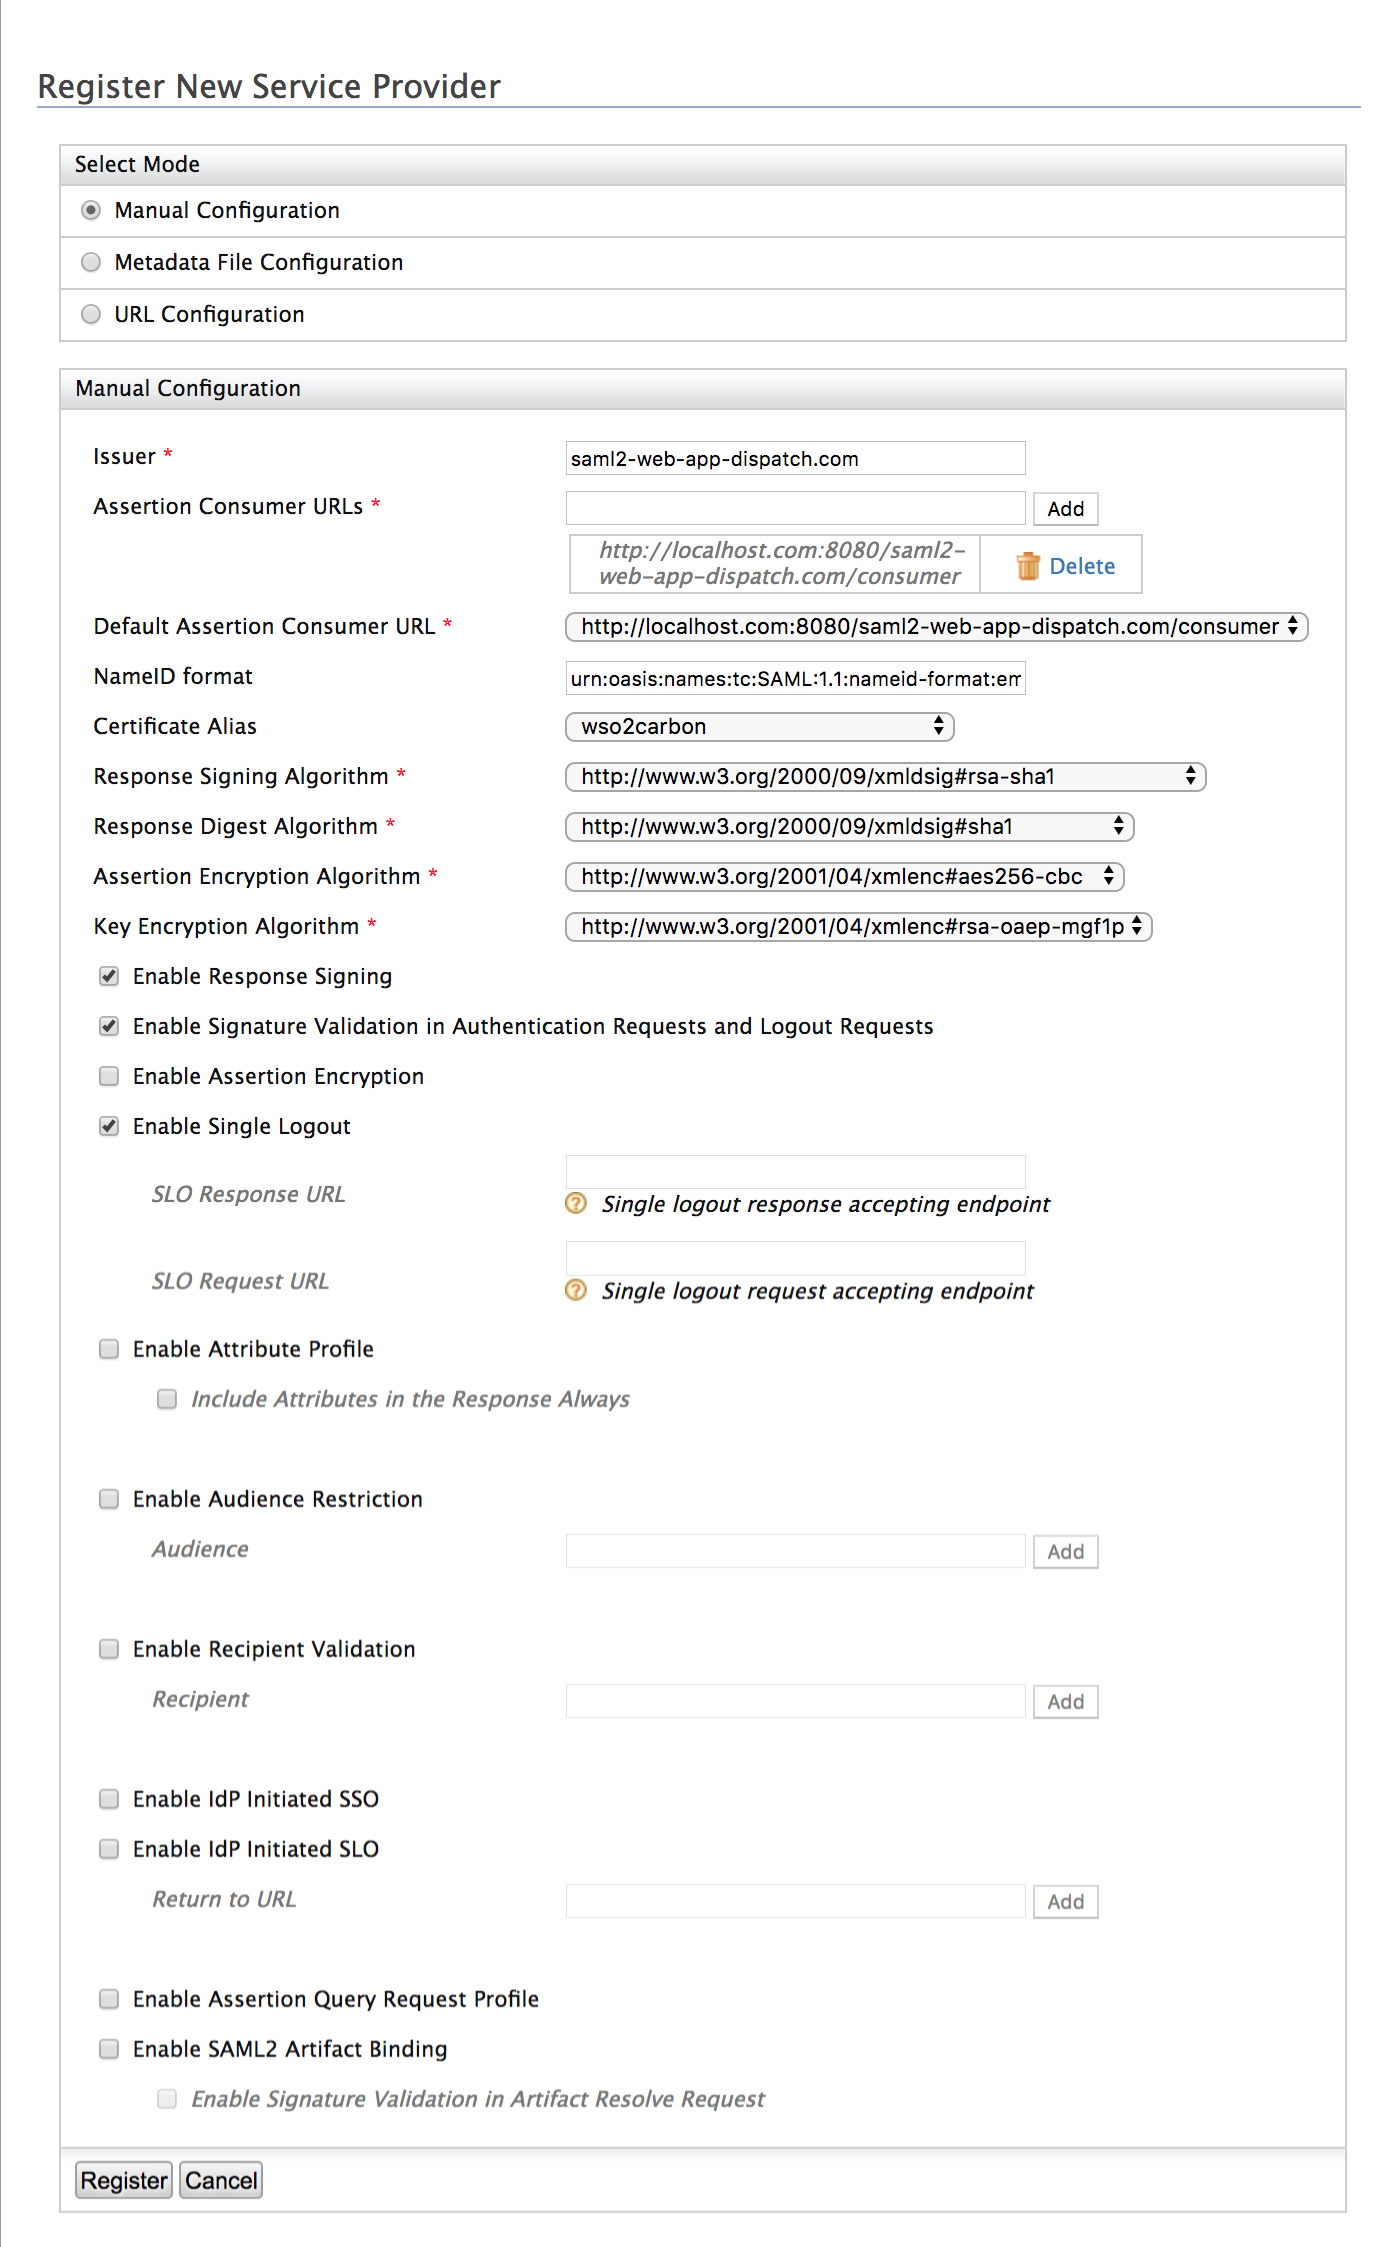 Register New Service Provider
Select Mode
Manual Configuration
Metadata File Configuration
URL Configuration
Manual Configuration
Issuer * saml2-web-app-dispatch.com
Assertion Consumer URLs * Add
http://localhost.com:8080/saml2-
web-app-dispatch.com/consumer Delete
Default Assertion Consumer URL * http://localhost.com:8080/saml2-web-app-dispatch.com/consumer
NameID format urn:oasis:names:tc:SAML:1.1:nameid-format:em
Certificate Alias wso2carbon
Response Signing Algorithm * http://www.w3.org/2000/09/xmldsig#rsa-sha1
Response Digest Algorithm * http://www.w3.org/2000/09/xmldsig#sha1
Assertion Encryption Algorithm * http://www.w3.org/2001/04/xmlenc#aes256-cbc
Key Encryption Algorithm * http://www.w3.org/2001/04/xmlenc#rsa-oaep-mgf1p
Enable Response Signing
Enable Signature Validation in Authentication Requests and Logout Requests
Enable Assertion Encryption
Enable Single Logout
SLO Response URL
? Single logout response accepting endpoint
SLO Request URL
? Single logout request accepting endpoint
Enable Attribute Profile
Include Attributes in the Response Always
Enable Audience Restriction
Audience Add
Enable Recipient Validation
Recipient Add
Enable IdP Initiated SSO
Enable IdP Initiated SLO
Return to URL Add
Enable Assertion Query Request Profile
Enable SAML2 Artifact Binding
Enable Signature Validation in Artifact Resolve Request
Register Cancel